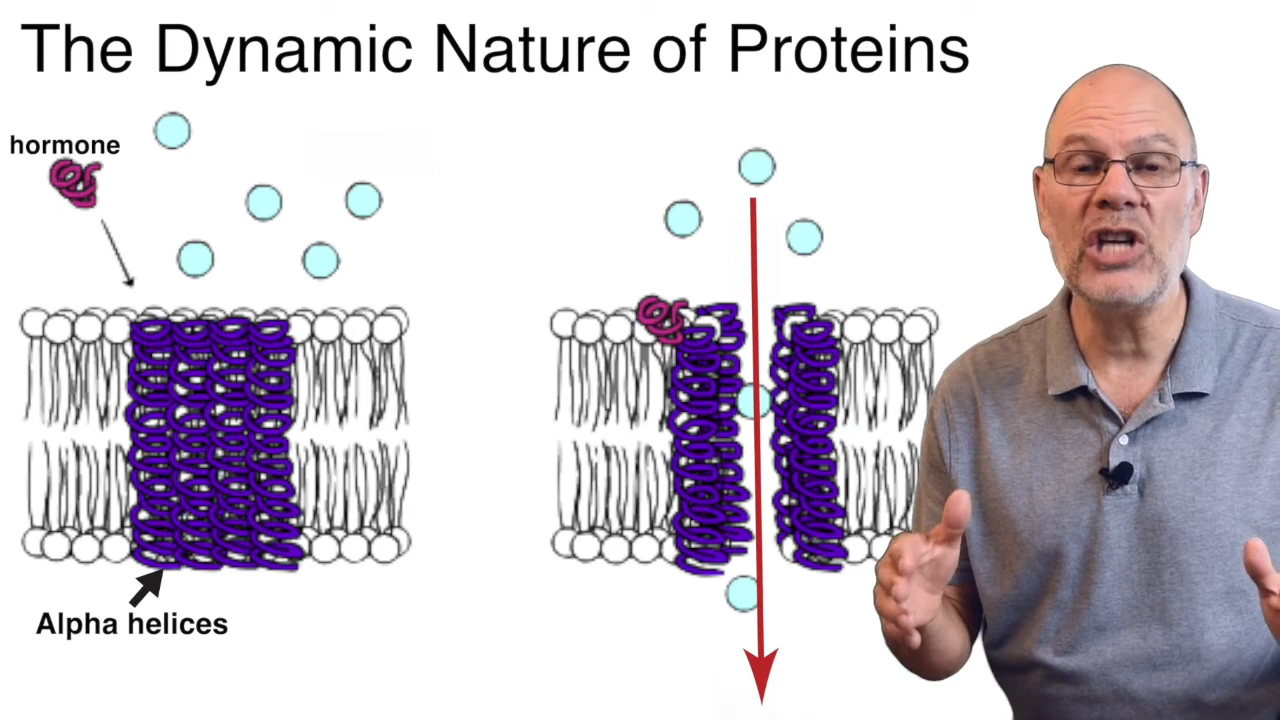 The Dynamic Nature of Proteins
hormone
Alpha helices